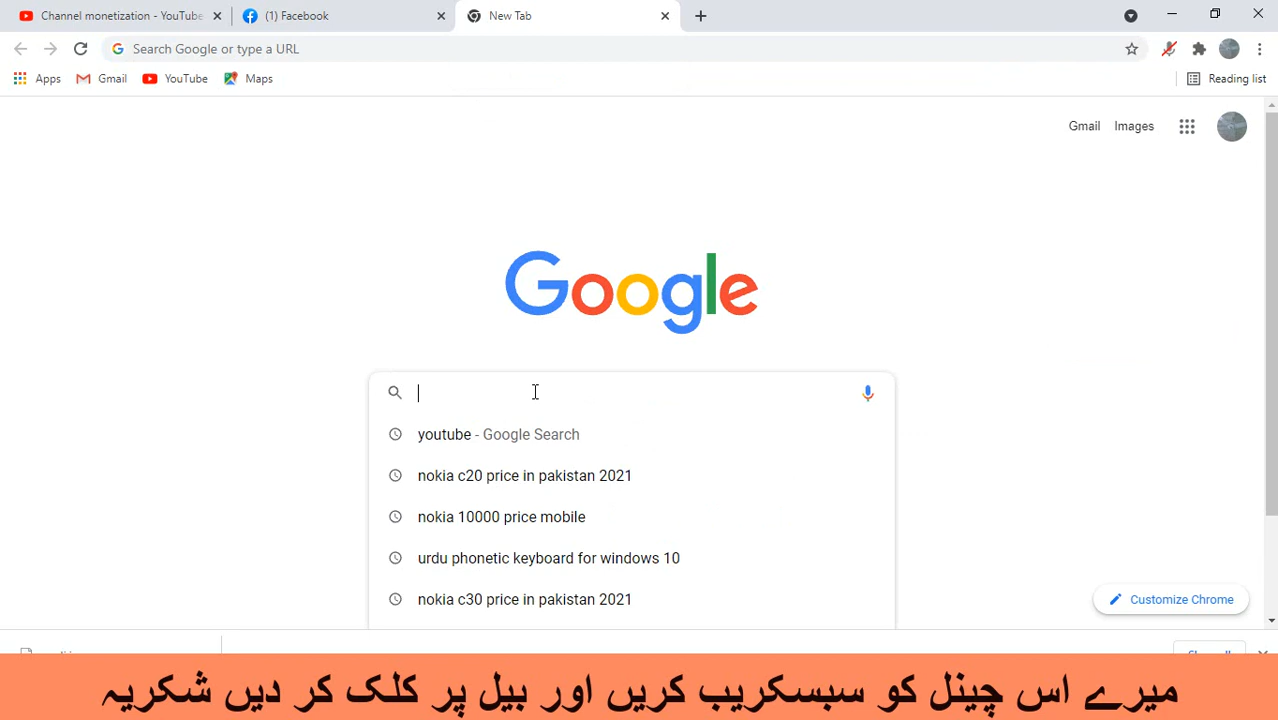 Channel monetization - YouTube
(1) Facebook
New Tab
Search Google or type a URL
Apps
Gmail
YouTube
Maps
Reading list
Gmail
Images
Google
youtube - Google Search
nokia c20 price in pakistan 2021
nokia 10000 price mobile
urdu phonetic keyboard for windows 10
nokia c30 price in pakistan 2021
Customize Chrome
میرے اس چینل کو سبسکریب کریں اور بیل پر کلک کر دیں شکریہ